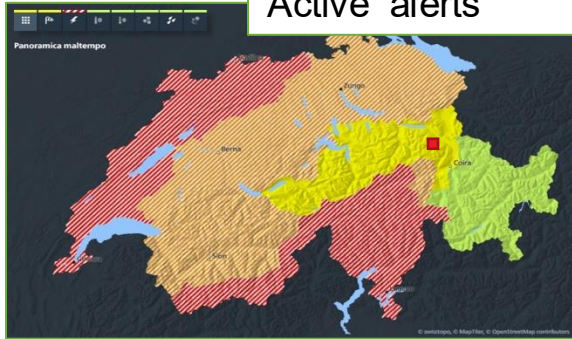 Active alerts
Panoramica maltempo
Zurigo
Berna
Coira
Sion
© swisstopo, © MapTiler, © OpenStreetMap contributors